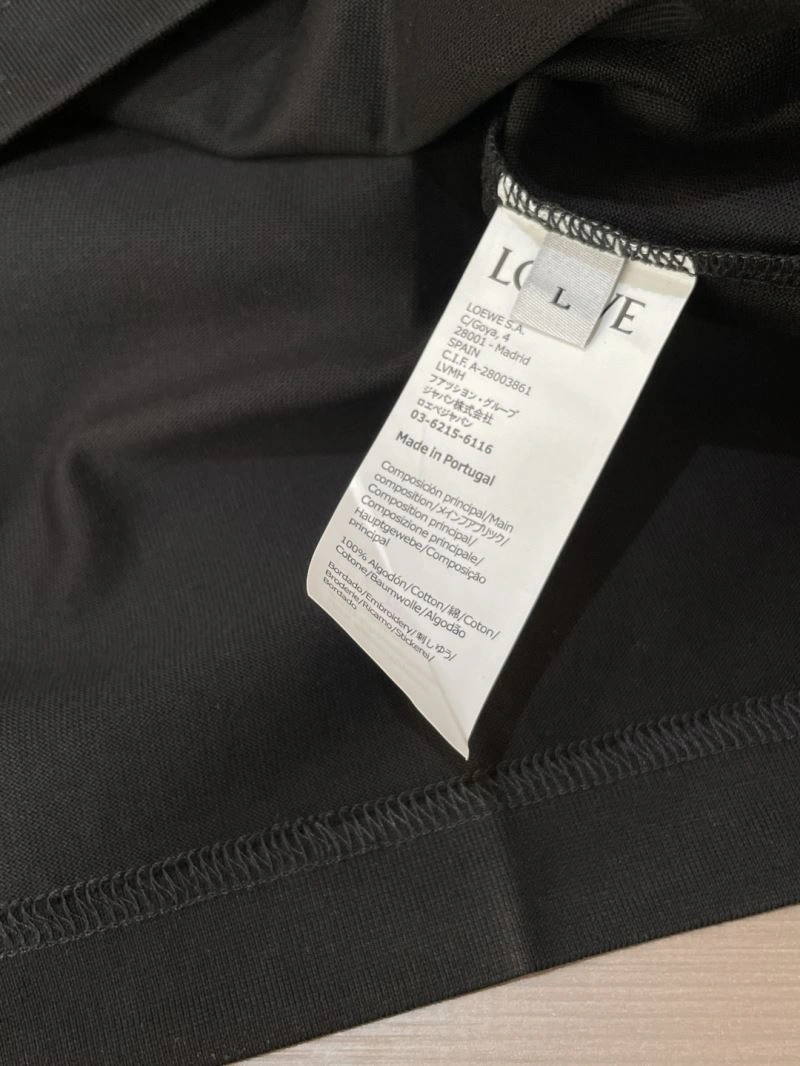 LOEWE
L
LOEWE S.A.
C/Goya, 4
28001 - Madrid
SPAIN
C.I.F. A-28003861
LVMH
ファッション・グループ
ジャパン株式会社
ロエベジャパン
03-6215-6116
Made in Portugal
Composición principal/Main
composition/メインファブリック/
Composition principal/
Composizione principale/
Hauptgewebe/Composição
principal
100% Algodón/Cotton/綿/Coton/
Cotone/Baumwolle/Algodão
Bordado/Embroidery/刺しゅう/
Broderie/Ricamo/Stickerei/
Bordado